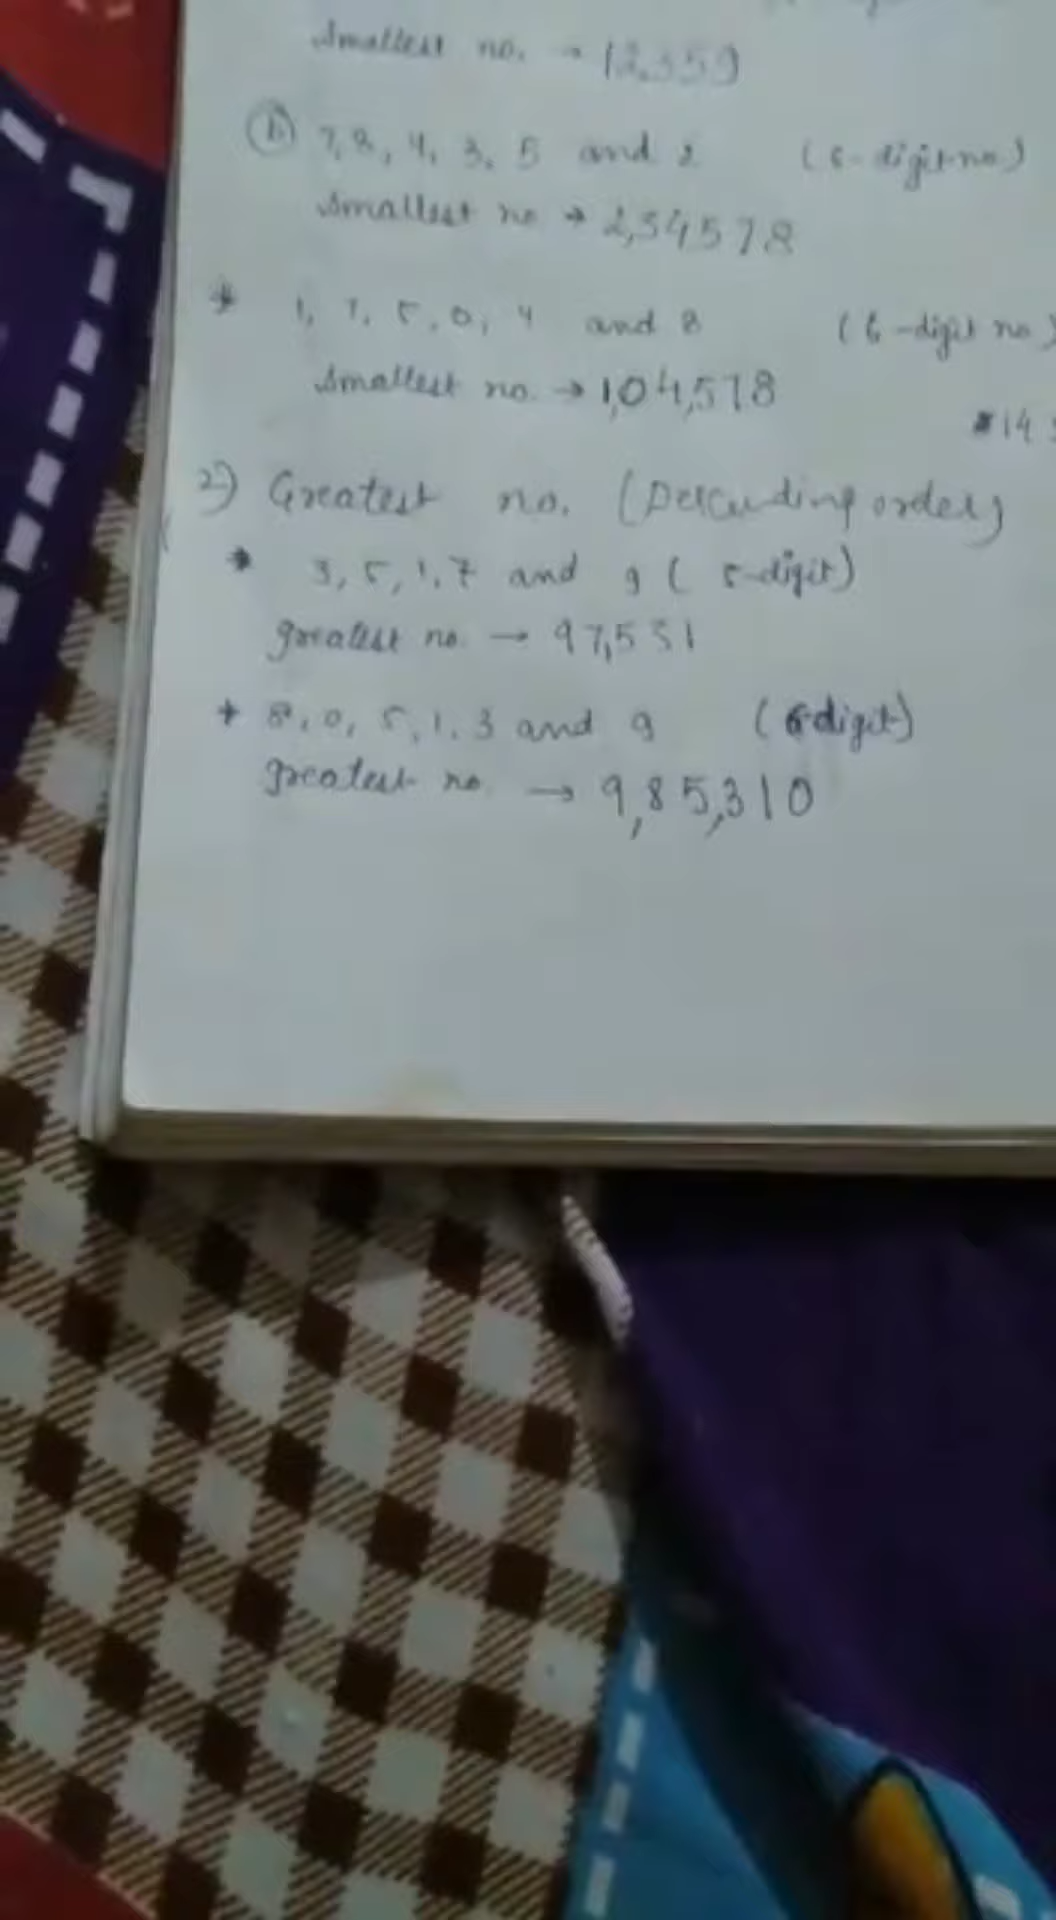 Smallest no. → 12,359
(b) 7, 8, 4, 3, 5 and 2 (6-digit no)
Smallest no → 2,34578
* 1, 7, 5, 0, 4 and 8 (6-digit no)
Smallest no. → 1,04,578
14
2) Greatest no. (Descending order)
* 3, 5, 1, 7 and 9 (5-digit)
greatest no. → 97,531
* 8, 0, 5, 1, 3 and 9 (6-digit)
greatest no. → 9,85,310